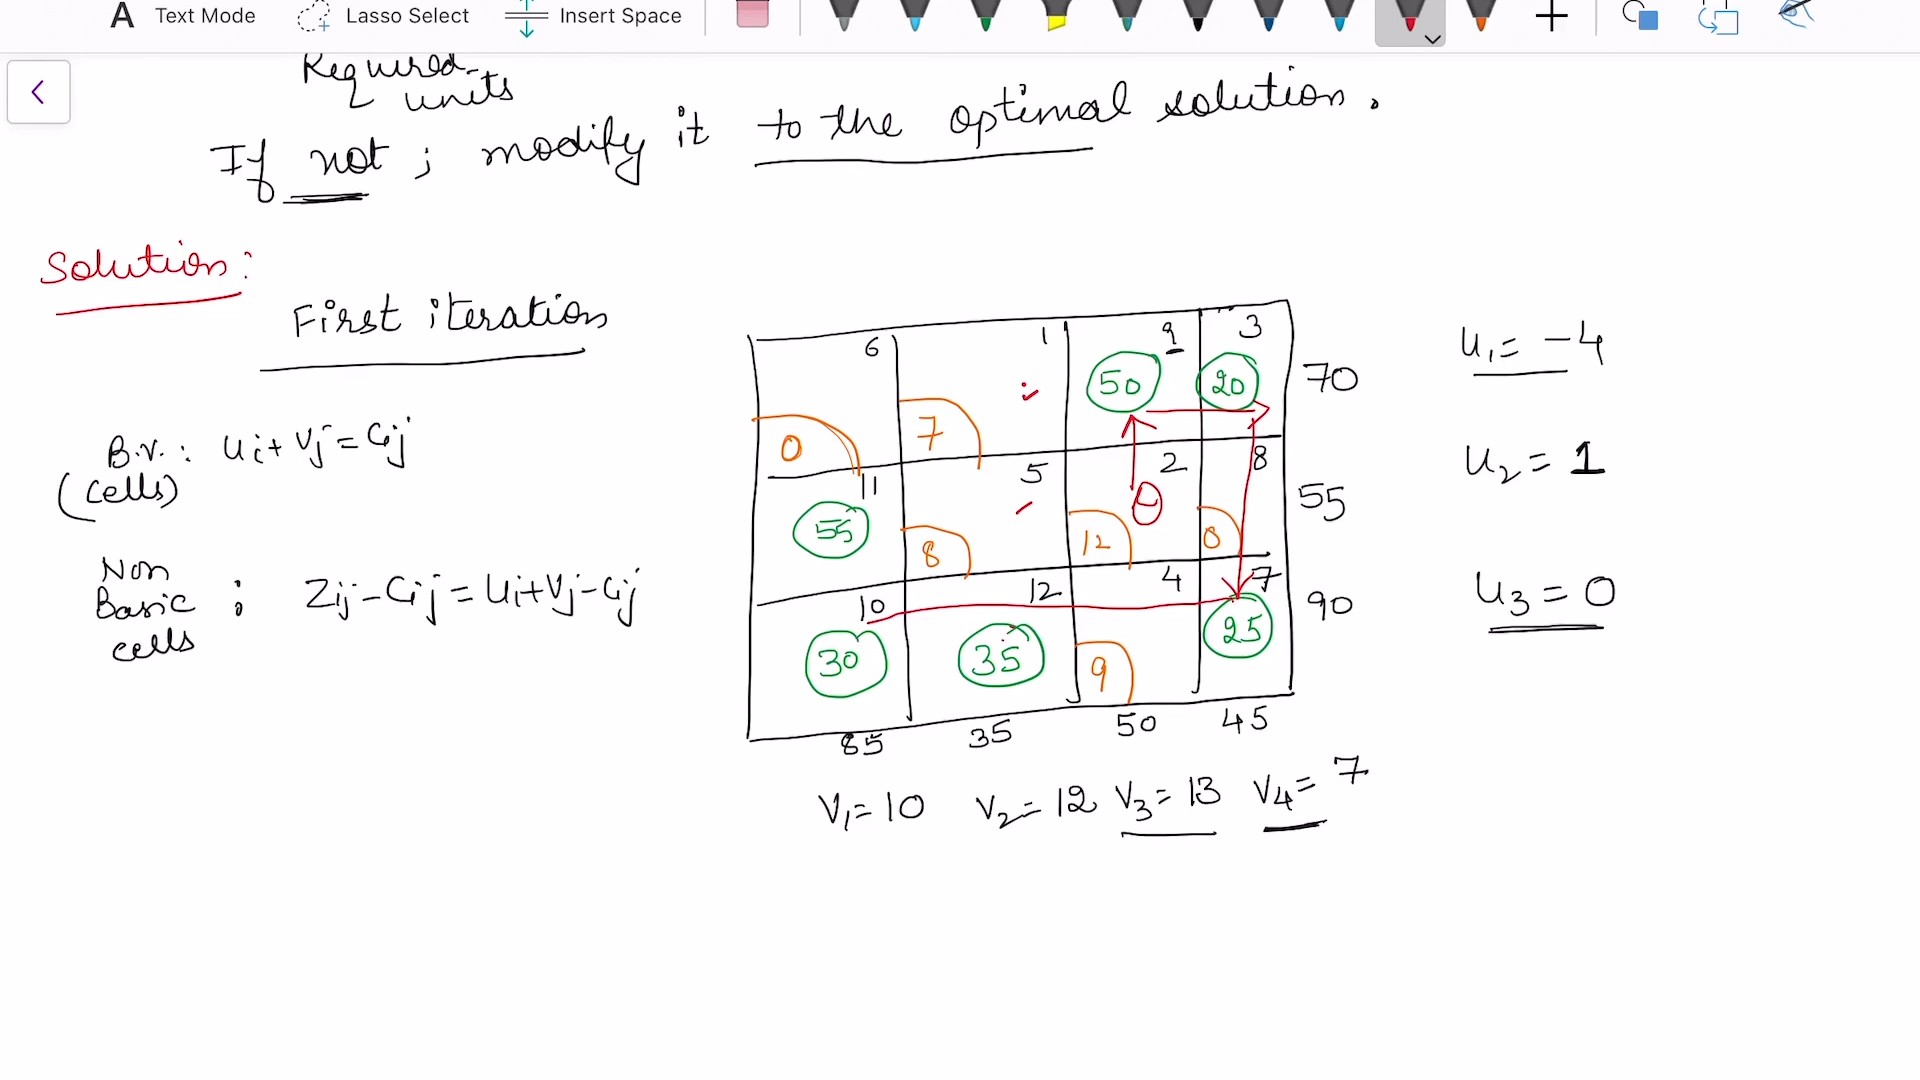 Text Mode
Lasso Select
Insert Space
Required
units
If not ; modify it to the optimal solution.
Solution:
First iteration
B.V. : ui + vj = cij
(cells)
Non
Basic
cells : Zij - Cij = ui + vj - cij
6 1 9 3
50 20 70
0 7
11 5 2 8
55 θ 55
8 12 0
10 12 4 7
30 35 25 90
9
85 35 50 45
V1 = 10 V2 = 12 V3 = 13 V4 = 7
u1 = -4
u2 = 1
u3 = 0